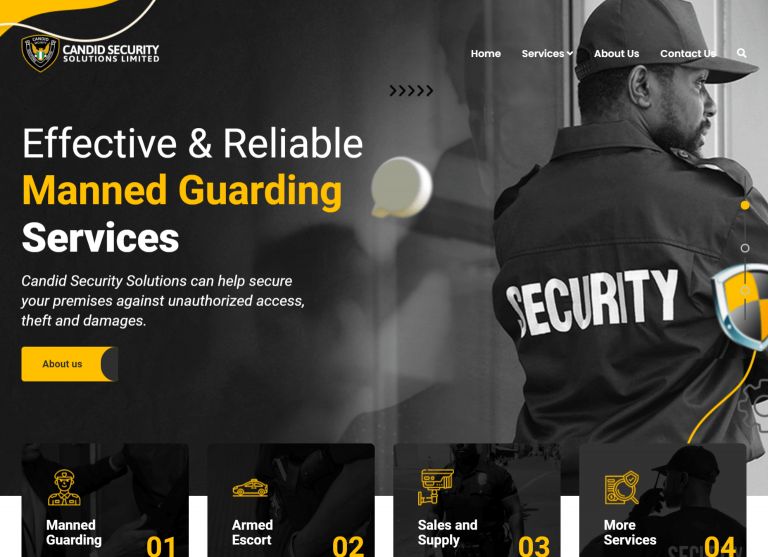 CANDID
CANDID SECURITY
SOLUTIONS LIMITED
Home
Services
About Us
Contact Us
Effective & Reliable
Manned Guarding
Services
Candid Security Solutions can help secure
your premises against unauthorized access,
theft and damages.
About us
SECURITY
Manned
Guarding
01
Armed
Escort
02
Sales and
Supply
03
More
Services
04